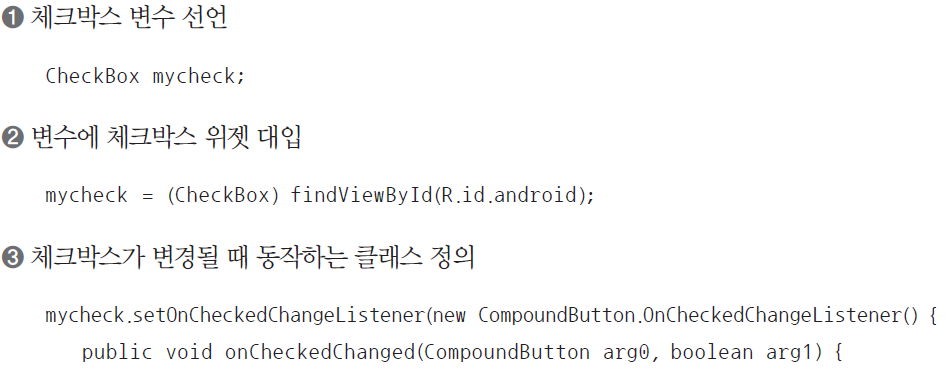 ❶ 체크박스 변수 선언
CheckBox mycheck;
❷ 변수에 체크박스 위젯 대입
mycheck = (CheckBox) findViewById(R.id.android);
❸ 체크박스가 변경될 때 동작하는 클래스 정의
mycheck.setOnCheckedChangeListener(new CompoundButton.OnCheckedChangeListener() {
public void onCheckedChanged(CompoundButton arg0, boolean arg1) {